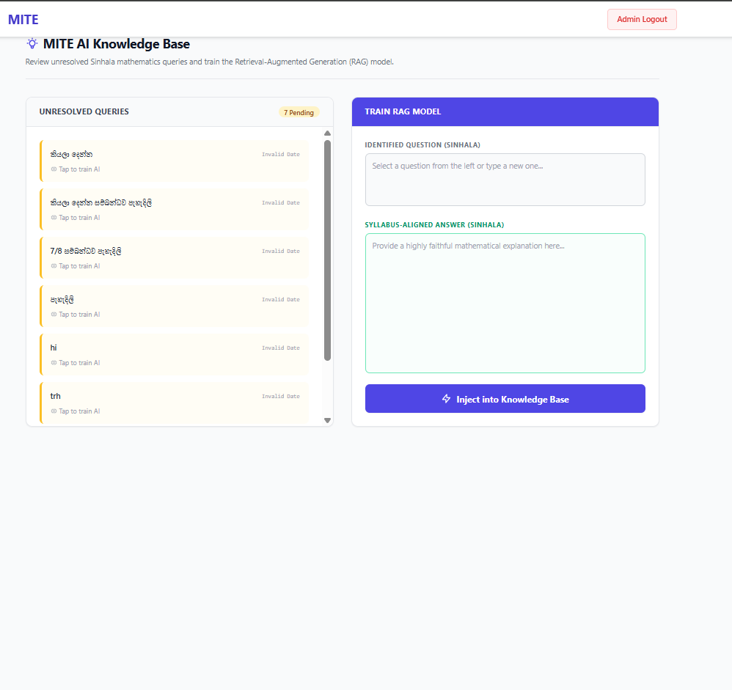 MITE
Admin Logout
MITE AI Knowledge Base
Review unresolved Sinhala mathematics queries and train the Retrieval-Augmented Generation (RAG) model.
UNRESOLVED QUERIES
7 Pending
කියලා දෙන්න
Invalid Date
Tap to train AI
කියලා දෙන්න සම්බන්ධව පැහැදිලි
Invalid Date
Tap to train AI
7/8 සම්බන්ධව පැහැදිලි
Invalid Date
Tap to train AI
පැහැදිලි
Invalid Date
Tap to train AI
hi
Invalid Date
Tap to train AI
trh
Invalid Date
Tap to train AI
TRAIN RAG MODEL
IDENTIFIED QUESTION (SINHALA)
Select a question from the left or type a new one...
SYLLABUS-ALIGNED ANSWER (SINHALA)
Provide a highly faithful mathematical explanation here...
Inject into Knowledge Base